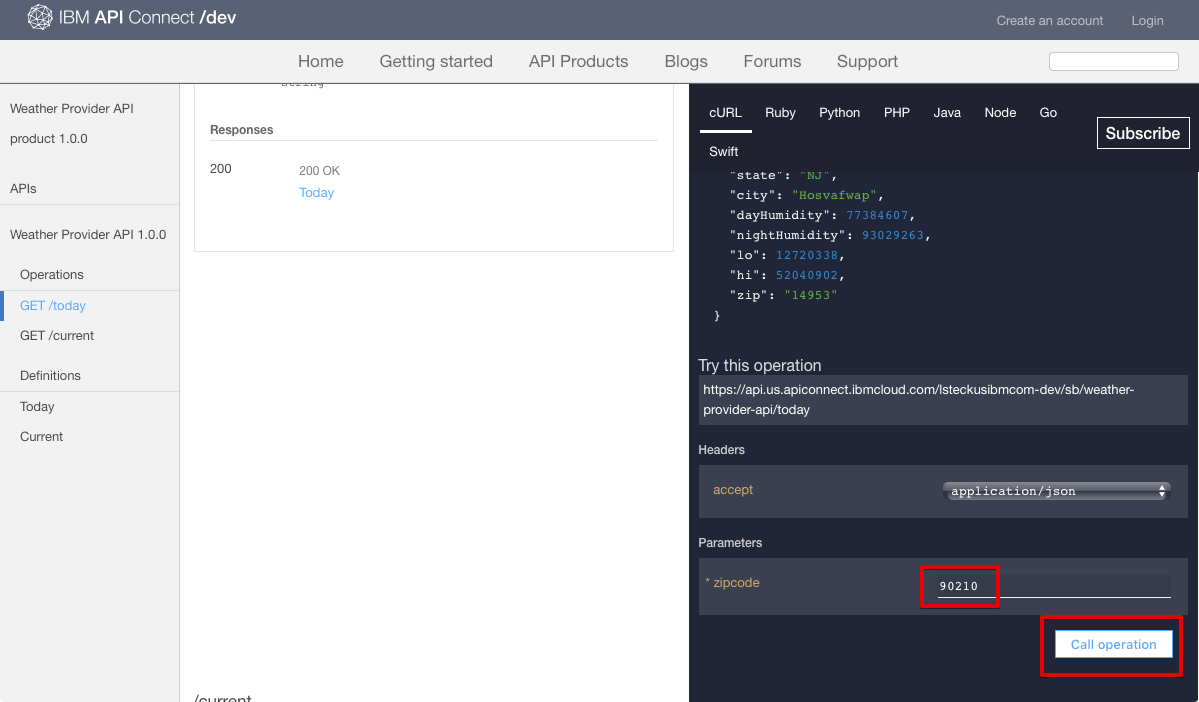 IBM API Connect /dev
Create an account
Login
Home
Getting started
API Products
Blogs
Forums
Support
Weather Provider API
product 1.0.0
APIs
Weather Provider API 1.0.0
Operations
GET /today
GET /current
Definitions
Today
Current
String
Responses
200
200 OK
Today
/current
cURL
Ruby
Python
PHP
Java
Node
Go
Swift
Subscribe
"state": "NJ",
"city": "Hosvafwap",
"dayHumidity": 77384607,
"nightHumidity": 93029263,
"lo": 12720338,
"hi": 52040902,
"zip": "14953"
}
Try this operation
https://api.us.apiconnect.ibmcloud.com/lsteckusibmcom-dev/sb/weather-
provider-api/today
Headers
accept
application/json
Parameters
* zipcode
90210
Call operation